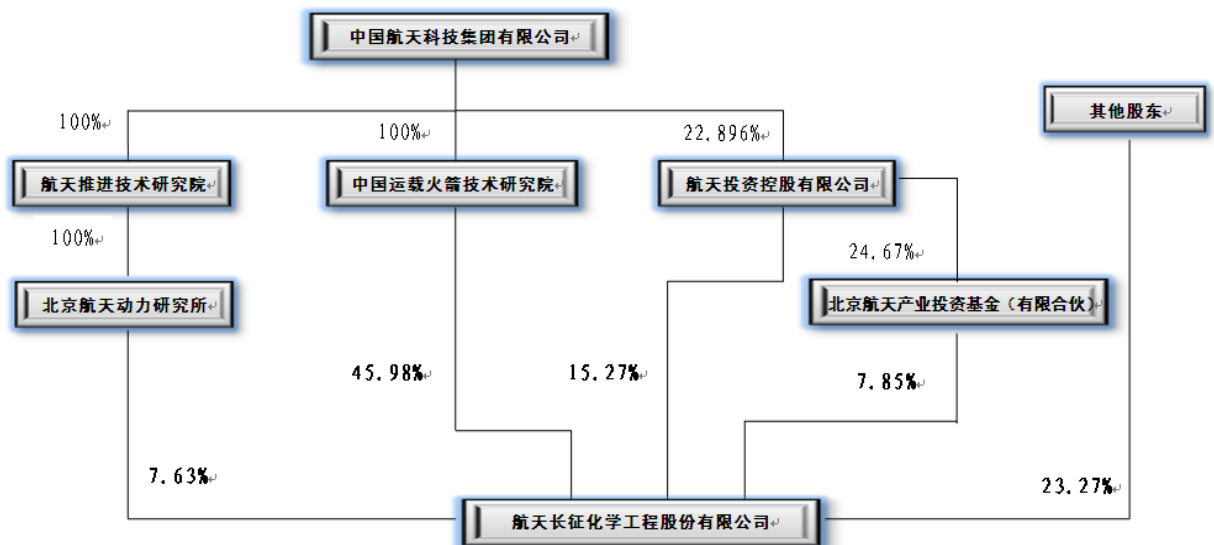 中国航天科技集团有限公司↵
其他股东↵
100%↵
100%↵
22.896%↵
航天推进技术研究院↵
中国运载火箭技术研究院↵
航天投资控股有限公司↵
100%↵
24.67%↵
北京航天动力研究所↵
北京航天产业投资基金（有限合伙）↵
45.98%↵
15.27%↵
7.85%↵
7.63%↵
23.27%↵
航天长征化学工程股份有限公司↵